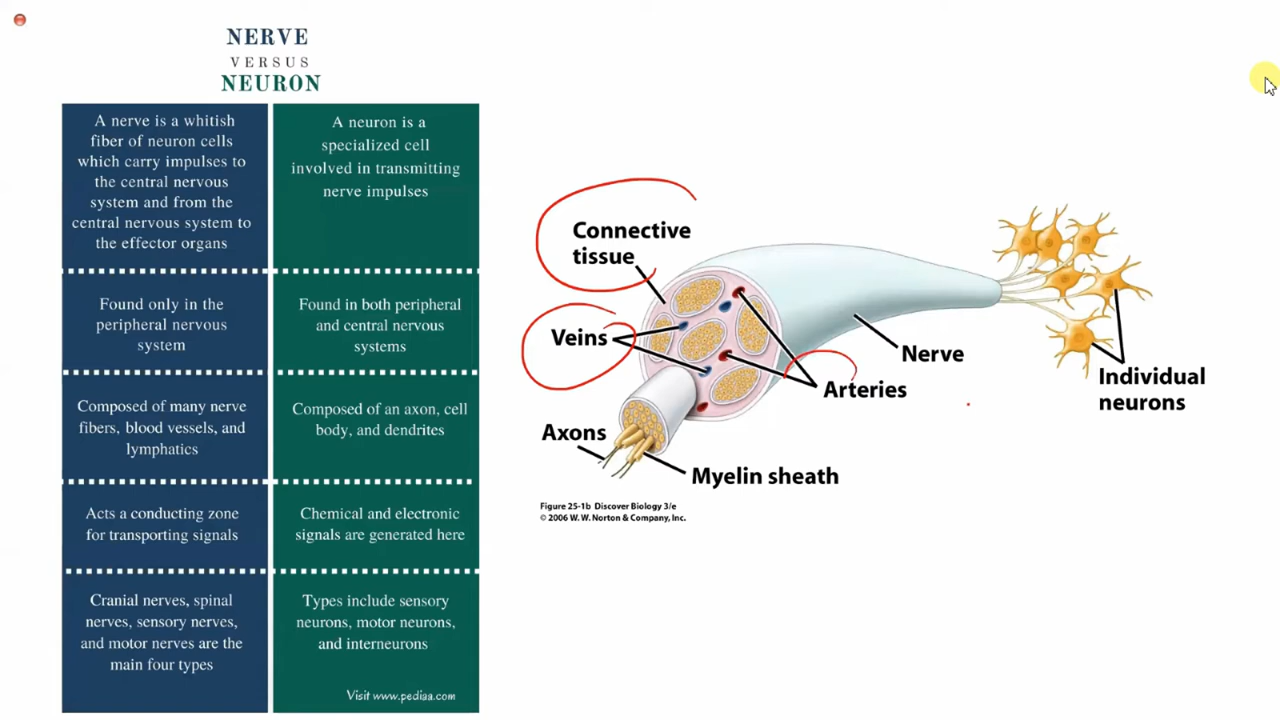 NERVE
VERSUS
NEURON
A nerve is a whitish
fiber of neuron cells
which carry impulses to
the central nervous
system and from the
central nervous system to
the effector organs
A neuron is a
specialized cell
involved in transmitting
nerve impulses
Found only in the
peripheral nervous
system
Found in both peripheral
and central nervous
systems
Composed of many nerve
fibers, blood vessels, and
lymphatics
Composed of an axon, cell
body, and dendrites
Acts a conducting zone
for transporting signals
Chemical and electronic
signals are generated here
Cranial nerves, spinal
nerves, sensory nerves,
and motor nerves are the
main four types
Types include sensory
neurons, motor neurons,
and interneurons
Visit www.pediaa.com
Connective
tissue
Veins
Axons
Myelin sheath
Arteries
Nerve
Individual
neurons
Figure 25-1b Discover Biology 3/e
© 2006 W. W. Norton & Company, Inc.